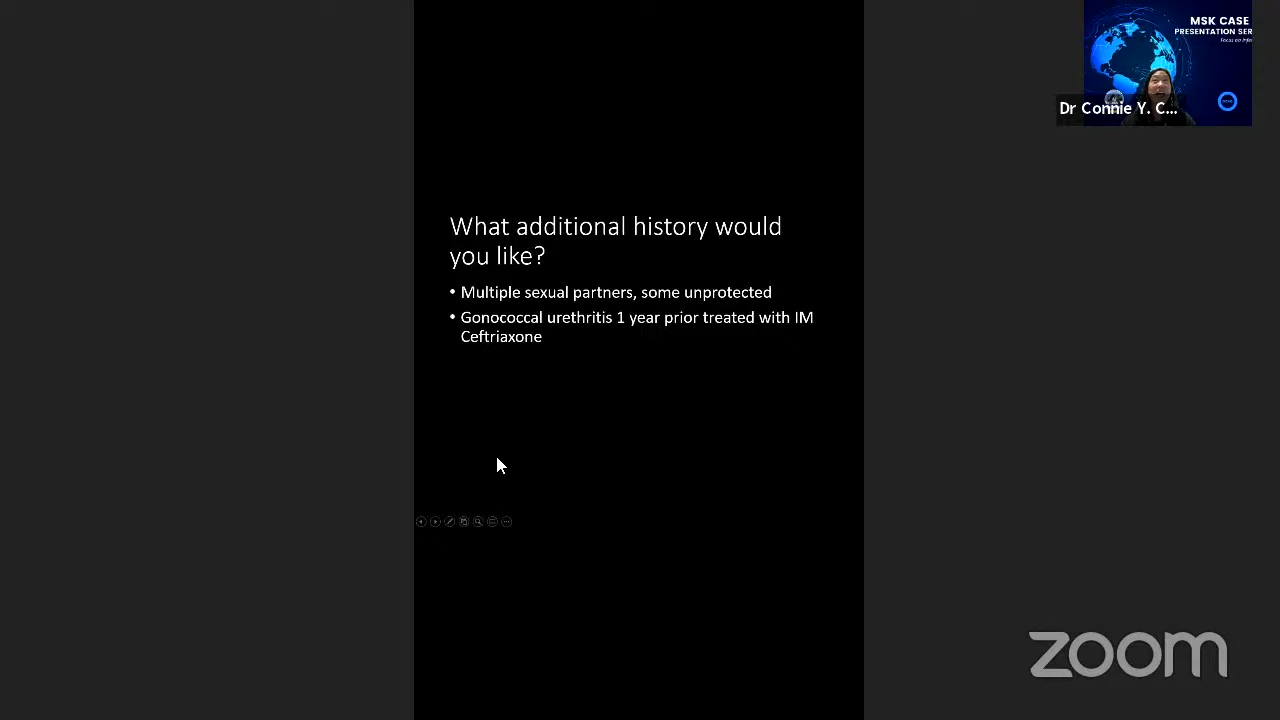 MSK CASE
PRESENTATION SER
Dr Connie Y. C...
What additional history would
you like?
• Multiple sexual partners, some unprotected
• Gonococcal urethritis 1 year prior treated with IM
Ceftriaxone
zoom